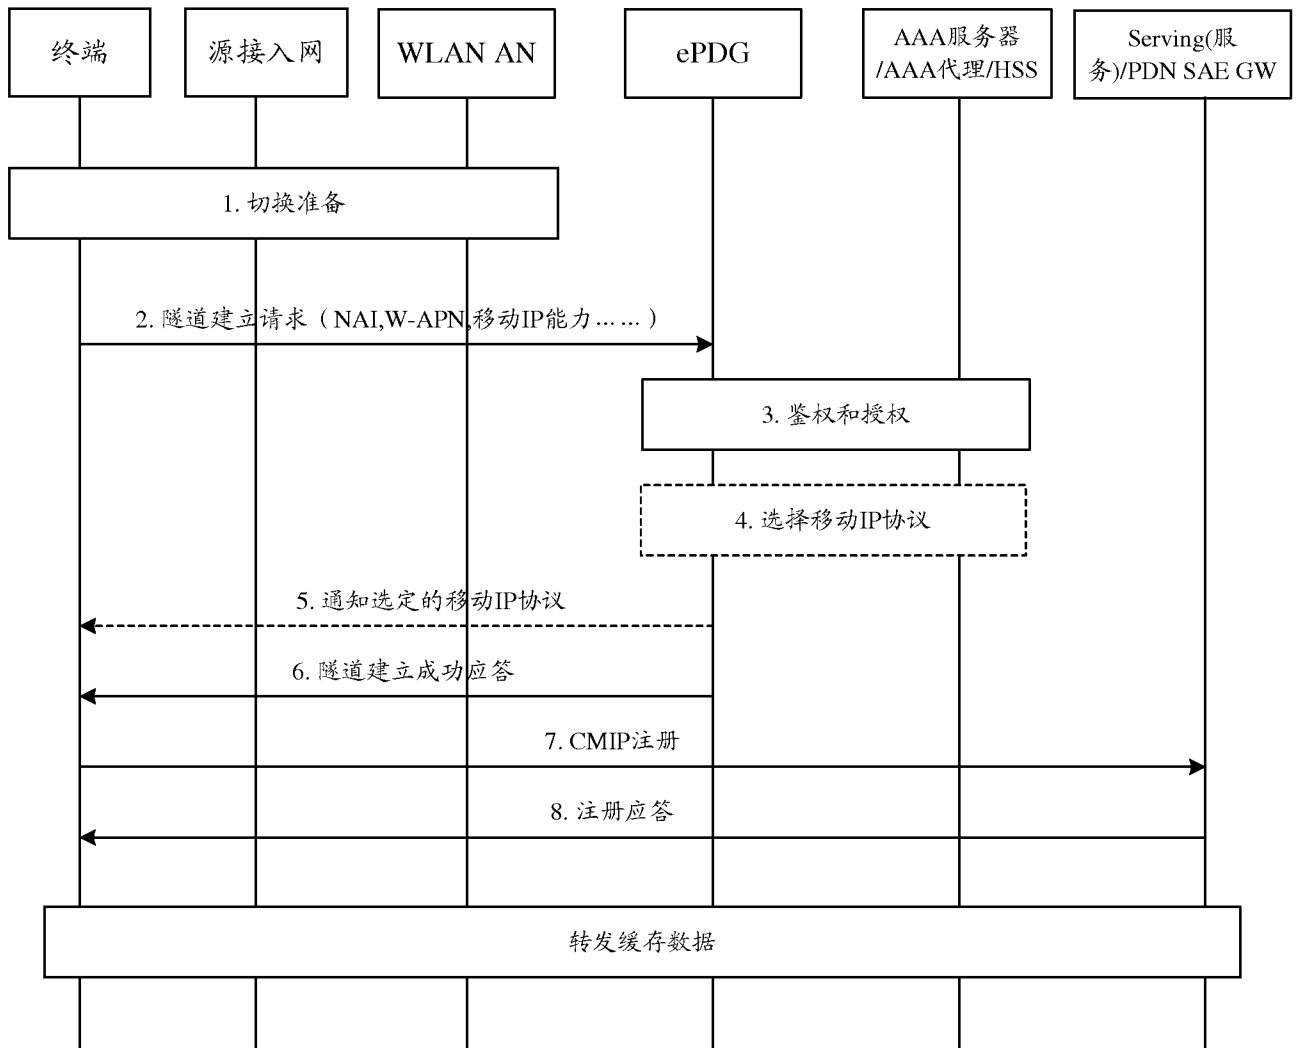 终端
源接入网
WLAN AN
ePDG
AAA服务器
/AAA代理/HSS
Serving(服
务)/PDN SAE GW
1. 切换准备
2. 隧道建立请求（NAI,W-APN,移动IP能力……）
3. 鉴权和授权
4. 选择移动IP协议
5. 通知选定的移动IP协议
6. 隧道建立成功应答
7. CMIP注册
8. 注册应答
转发缓存数据